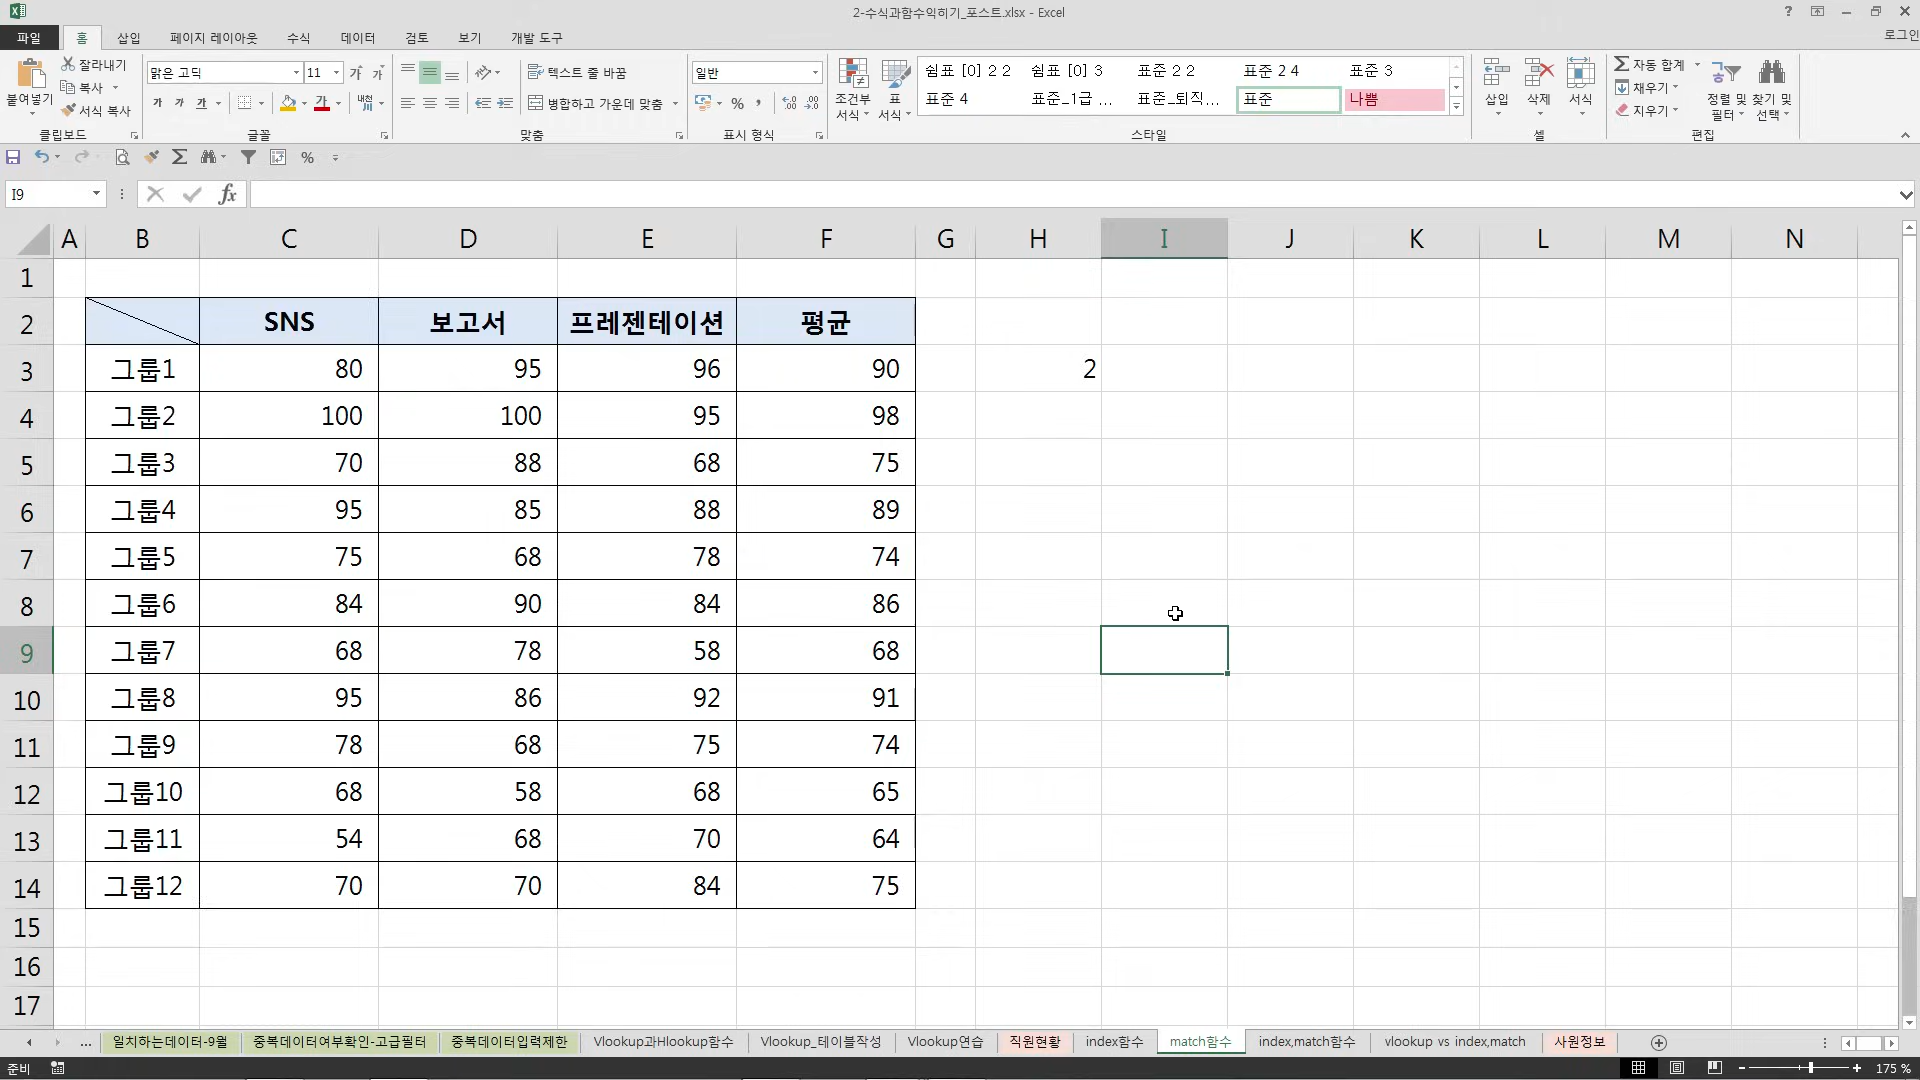 2-수식과함수익히기_포스트.xlsx - Excel
로그인
파일 홈 삽입 페이지 레이아웃 수식 데이터 검토 보기 개발 도구
붙여넣기
잘라내기
복사
서식 복사
클립보드
맑은 고딕 11
가 가
가 가 가 내천
글꼴
텍스트 줄 바꿈
병합하고 가운데 맞춤
맞춤
일반
% ,
표시 형식
조건부 서식
표 서식
쉼표 [0] 2 2 쉼표 [0] 3 표준 2 2 표준 2 4 표준 3
표준 4 표준_1급 ... 표준_퇴직... 표준 나쁨
스타일
삽입 삭제 서식
셀
자동 합계
채우기
지우기
정렬 및 필터
찾기 및 선택
편집
I9
fx
A B C D E F G H I J K L M N
1
2 SNS 보고서 프레젠테이션 평균
3 그룹1 80 95 96 90 2
4 그룹2 100 100 95 98
5 그룹3 70 88 68 75
6 그룹4 95 85 88 89
7 그룹5 75 68 78 74
8 그룹6 84 90 84 86
9 그룹7 68 78 58 68
10 그룹8 95 86 92 91
11 그룹9 78 68 75 74
12 그룹10 68 58 68 65
13 그룹11 54 68 70 64
14 그룹12 70 70 84 75
15
16
17
... 일치하는데이터-9월 중복데이터여부확인-고급필터 중복데이터입력제한 Vlookup과Hlookup함수 Vlookup_테이블작성 Vlookup연습 직원현황 index함수 match함수 index,match함수 vlookup vs index,match 사원정보
준비 175 %